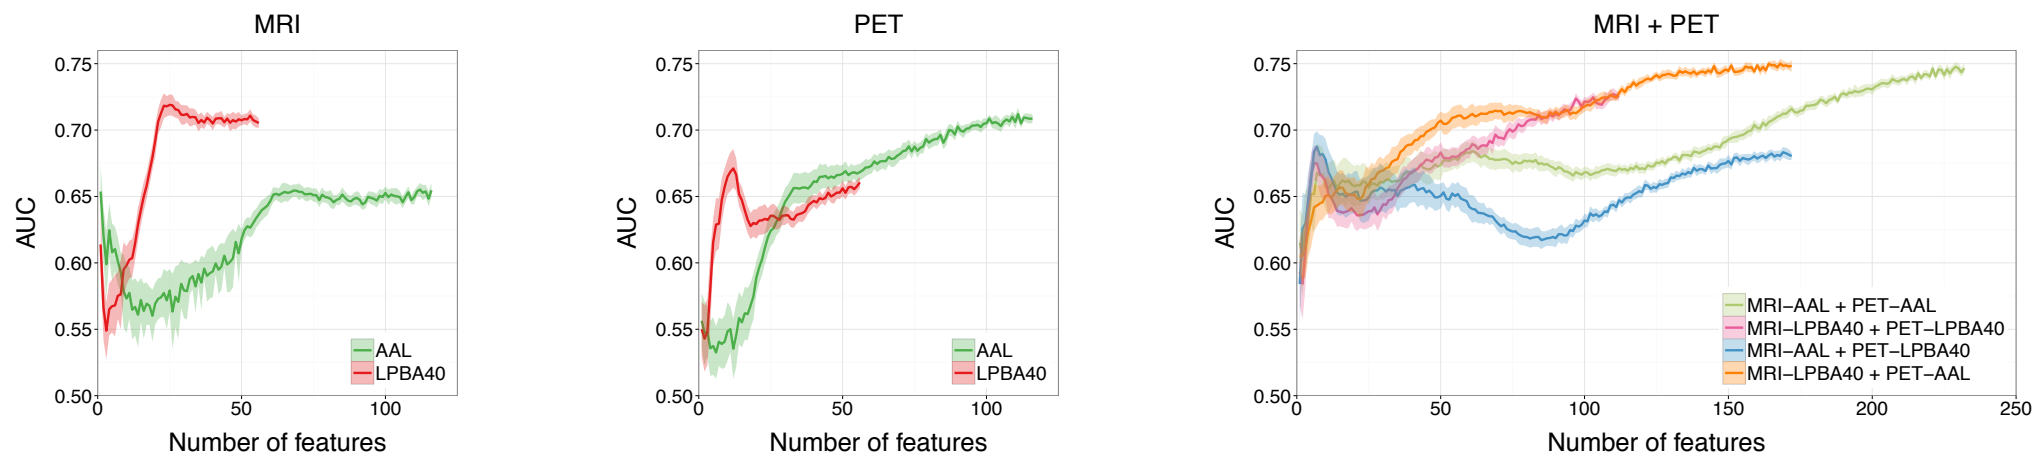 MRI
0.75
0.70
0.65
0.60
0.55
0.50
AUC
0 50 100
Number of features
AAL
LPBA40
PET
0.75
0.70
0.65
0.60
0.55
0.50
AUC
0 50 100
Number of features
AAL
LPBA40
MRI + PET
0.75
0.70
0.65
0.60
0.55
0.50
AUC
0 50 100 150 200 250
Number of features
MRI−AAL + PET−AAL
MRI−LPBA40 + PET−LPBA40
MRI−AAL + PET−LPBA40
MRI−LPBA40 + PET−AAL